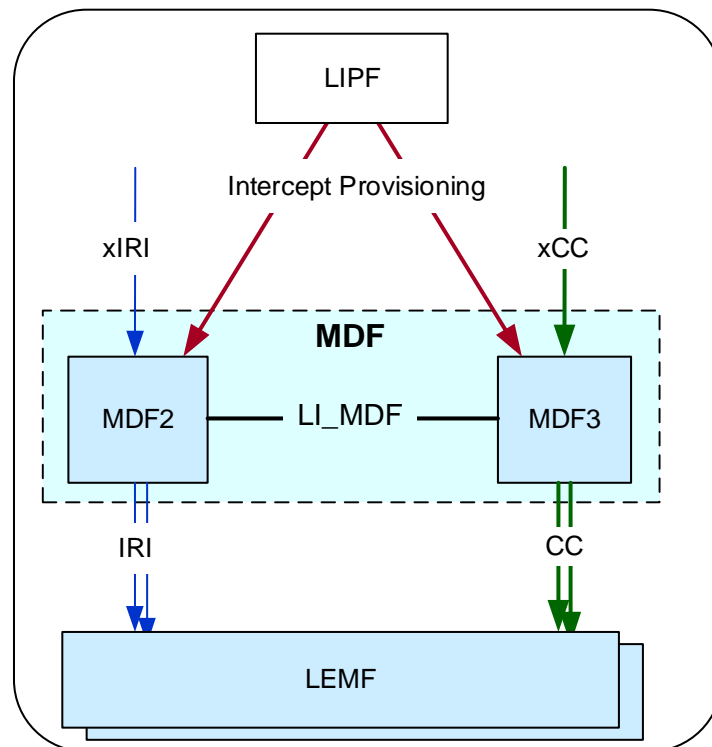 LIPF
Intercept Provisioning
xIRI
xCC
MDF
MDF2
LI_MDF
MDF3
IRI
CC
LEMF